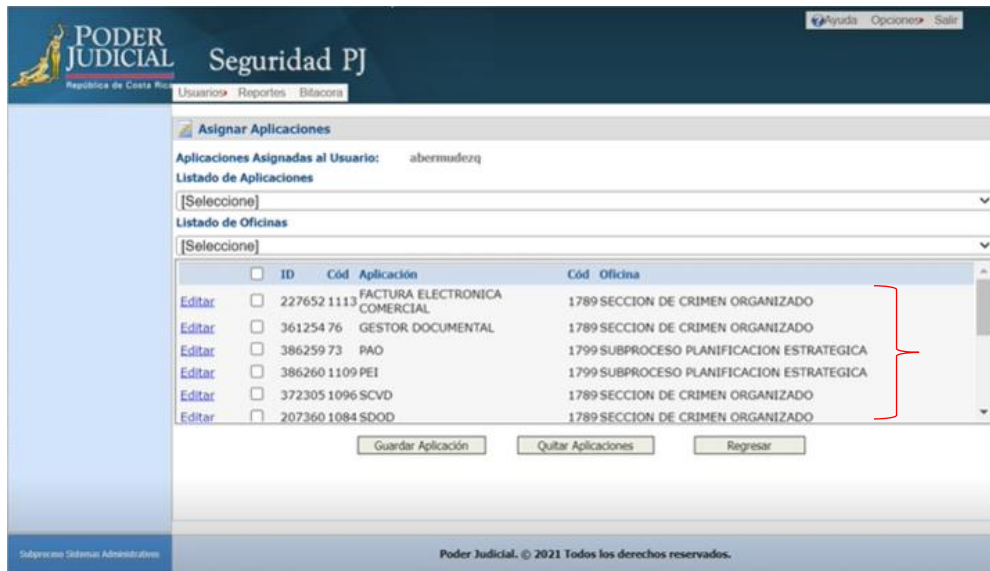 Ayuda Opciones Salir
PODER
JUDICIAL
República de Costa Rica
Seguridad PJ
Usuarios Reportes Bitacora
Asignar Aplicaciones
Aplicaciones Asignadas al Usuario: abermudezq
Listado de Aplicaciones
[Seleccione]
Listado de Oficinas
[Seleccione]
ID Cód Aplicación Cód Oficina
Editar 227652 1113 FACTURA ELECTRONICA COMERCIAL 1789 SECCION DE CRIMEN ORGANIZADO
Editar 361254 76 GESTOR DOCUMENTAL 1789 SECCION DE CRIMEN ORGANIZADO
Editar 386259 73 PAO 1799 SUBPROCESO PLANIFICACION ESTRATEGICA
Editar 386260 1109 PEI 1799 SUBPROCESO PLANIFICACION ESTRATEGICA
Editar 372305 1096 SCVD 1789 SECCION DE CRIMEN ORGANIZADO
Editar 207360 1084 SDOD 1789 SECCION DE CRIMEN ORGANIZADO
Guardar Aplicación Quitar Aplicaciones Regresar
Subproceso Sistemas Administrativos
Poder Judicial. © 2021 Todos los derechos reservados.